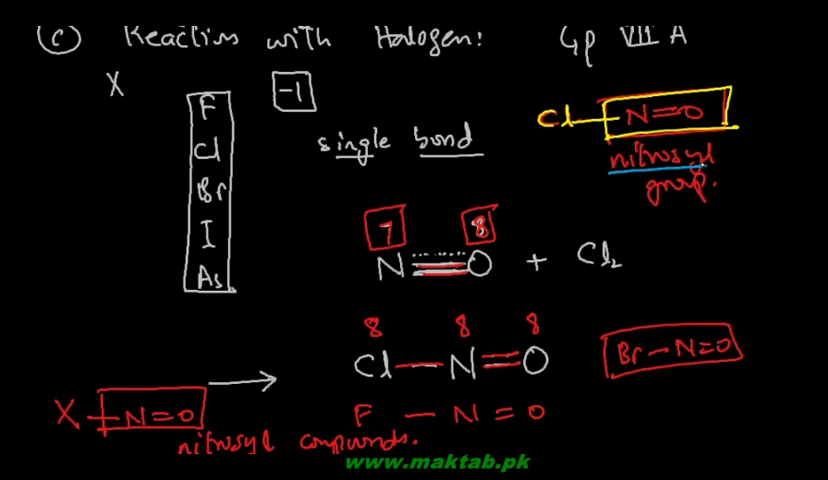 (c) Reaction with Halogen: Gp VII A
X
-1
F
Cl
Br
I
As
single bond
Cl—N=O
nitrosyl
group.
7 8
N≡O + Cl₂
8 8 8
Cl—N=O
Br—N=O
X—N=O
F—N=O
nitrosyl compounds.
www.maktab.pk